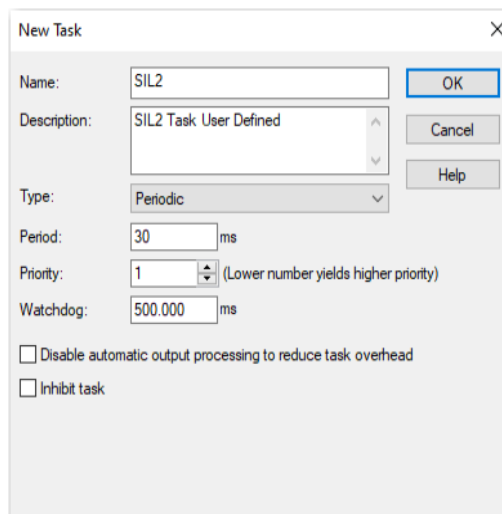 New Task
Name: SIL2 OK
Description: SIL2 Task User Defined Cancel
Help
Type: Periodic
Period: 30 ms
Priority: 1 (Lower number yields higher priority)
Watchdog: 500.000 ms
Disable automatic output processing to reduce task overhead
Inhibit task